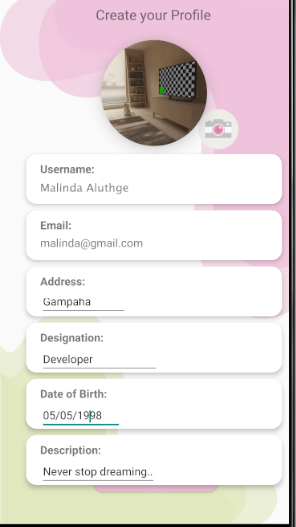 Create your Profile
Username:
Malinda Aluthge
Email:
malinda@gmail.com
Address:
Gampaha
Designation:
Developer
Date of Birth:
05/05/1998
Description:
Never stop dreaming..